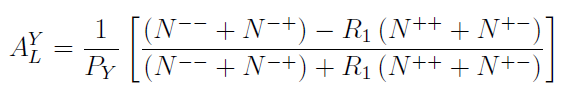 A_L^Y = \frac{1}{P_Y} \left[ \frac{(N^{--} + N^{-+}) - R_1 (N^{++} + N^{+-})}{(N^{--} + N^{-+}) + R_1 (N^{++} + N^{+-})} \right]